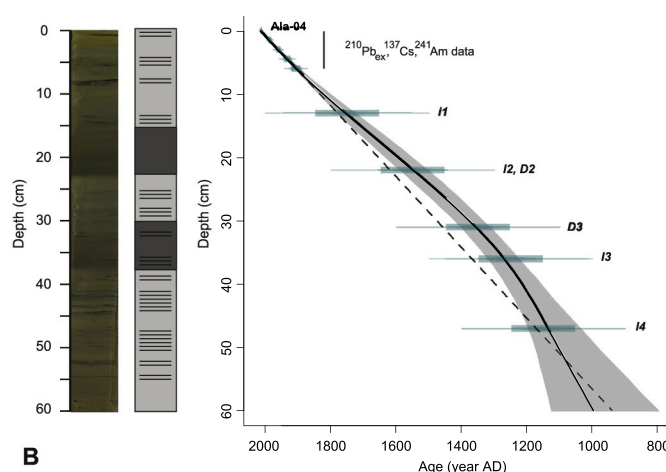 Ala-04
210Pbex,137Cs,241Am data
I1
I2, D2
D3
I3
I4
Depth (cm)
0
10
20
30
40
50
60
Depth (cm)
0
10
20
30
40
50
60
2000
1800
1600
1400
1200
1000
800
Age (year AD)
B